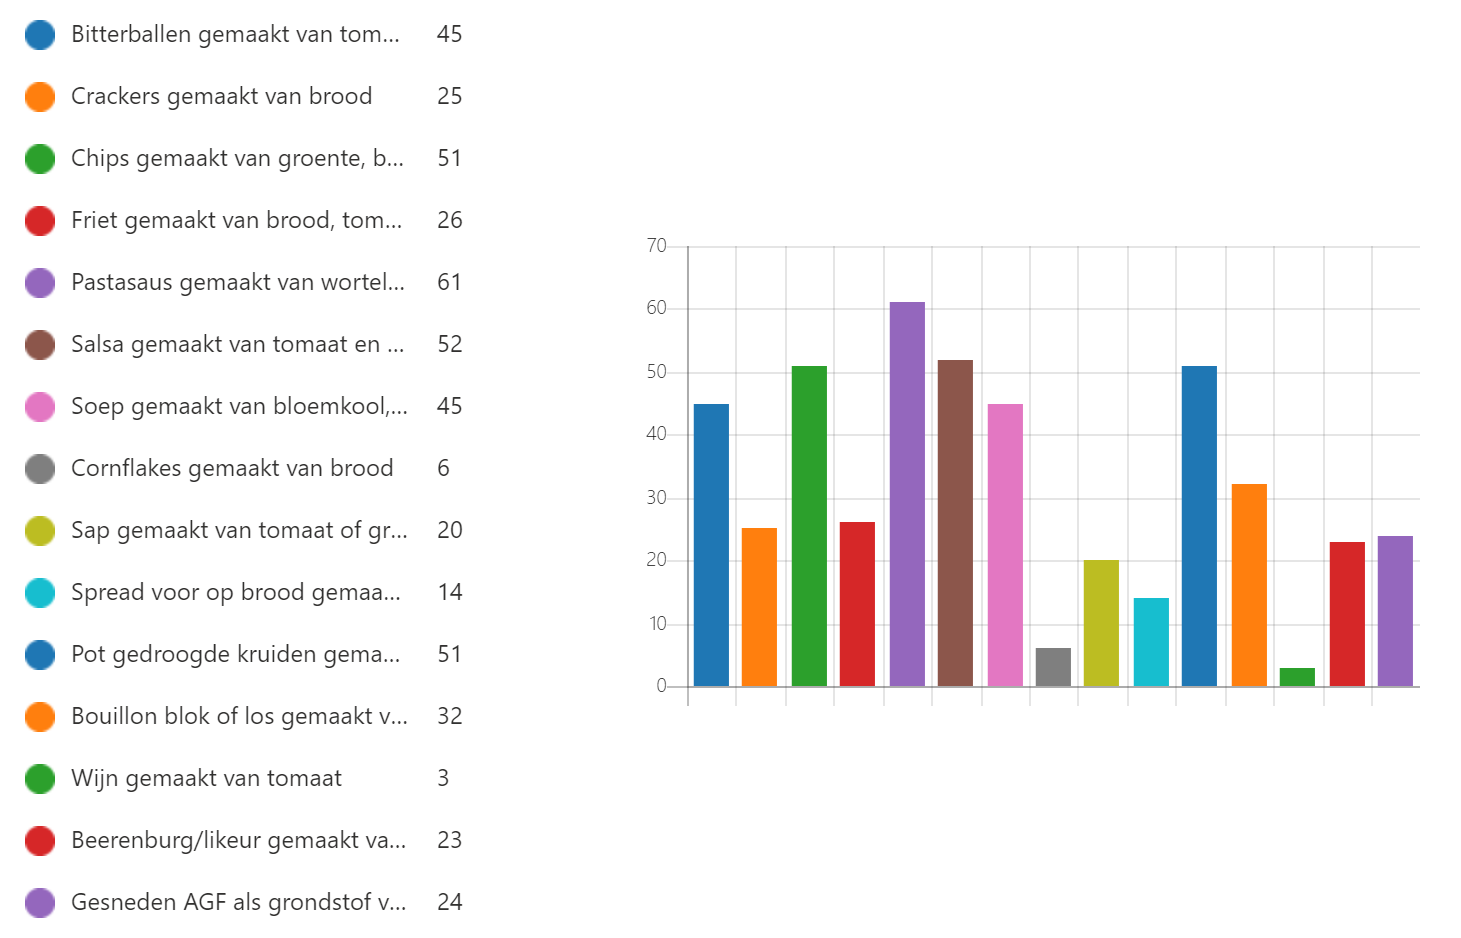 Bitterballen gemaakt van tom... 45
Crackers gemaakt van brood 25
Chips gemaakt van groente, b... 51
Friet gemaakt van brood, tom... 26
Pastasaus gemaakt van wortel... 61
Salsa gemaakt van tomaat en ... 52
Soep gemaakt van bloemkool,... 45
Cornflakes gemaakt van brood 6
Sap gemaakt van tomaat of gr... 20
Spread voor op brood gemaa... 14
Pot gedroogde kruiden gema... 51
Bouillon blok of los gemaakt v... 32
Wijn gemaakt van tomaat 3
Beerenburg/likeur gemaakt va... 23
Gesneden AGF als grondstof v... 24
70
60
50
40
30
20
10
0